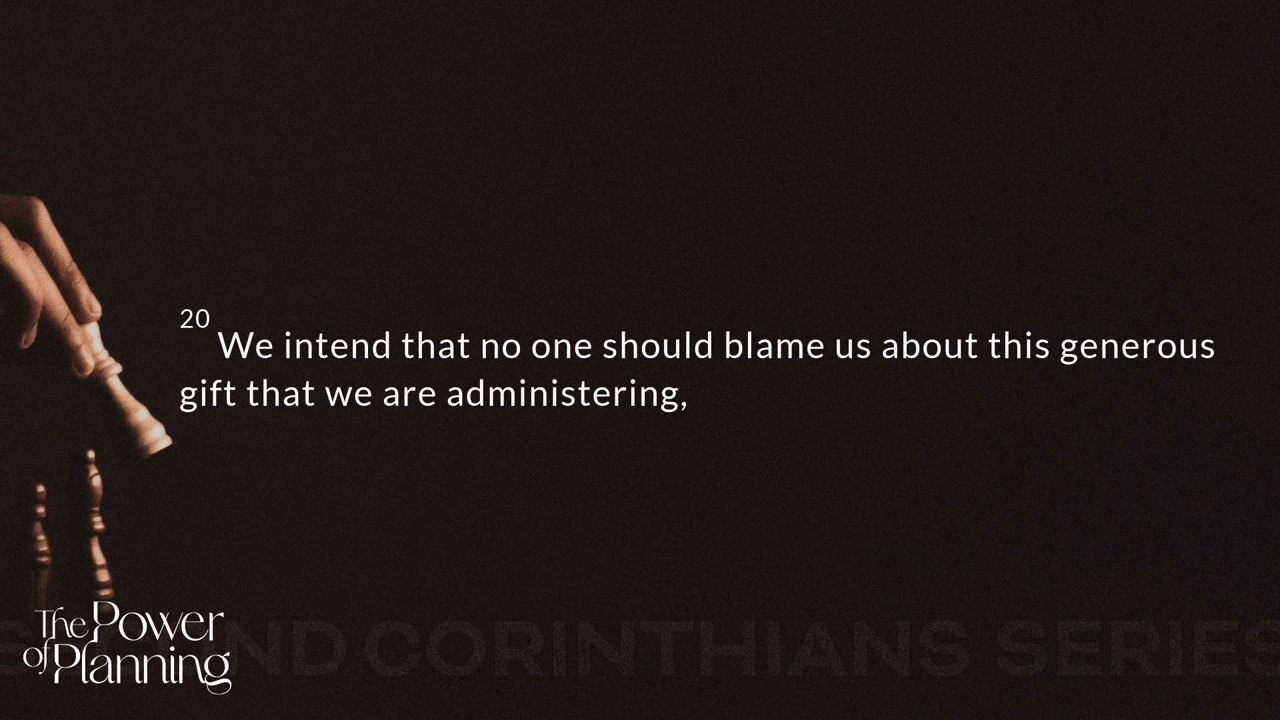 20
We intend that no one should blame us about this generous
gift that we are administering,
The Power
of Planning
SECOND CORINTHIANS SERIES